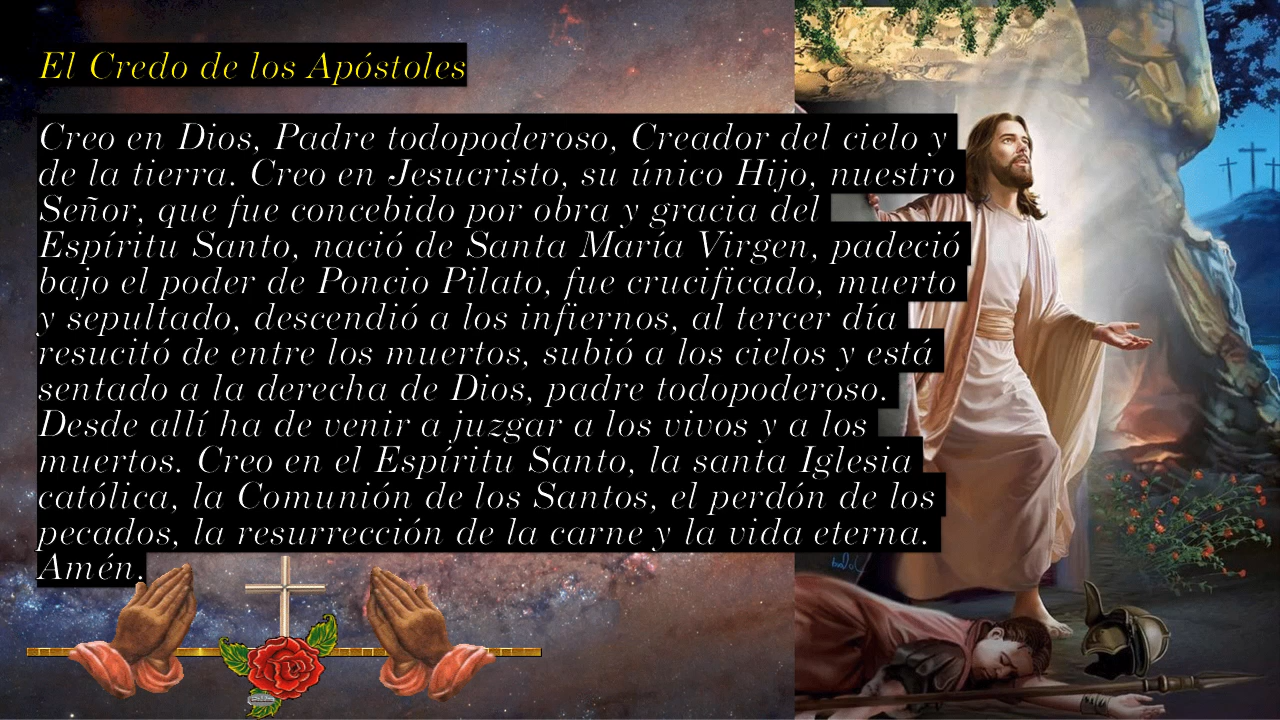 El Credo de los Apóstoles
Creo en Dios, Padre todopoderoso, Creador del cielo y
de la tierra. Creo en Jesucristo, su único Hijo, nuestro
Señor, que fue concebido por obra y gracia del
Espíritu Santo, nació de Santa María Virgen, padeció
bajo el poder de Poncio Pilato, fue crucificado, muerto
y sepultado, descendió a los infiernos, al tercer día
resucitó de entre los muertos, subió a los cielos y está
sentado a la derecha de Dios, padre todopoderoso.
Desde allí ha de venir a juzgar a los vivos y a los
muertos. Creo en el Espíritu Santo, la santa Iglesia
católica, la Comunión de los Santos, el perdón de los
pecados, la resurrección de la carne y la vida eterna.
Amén.